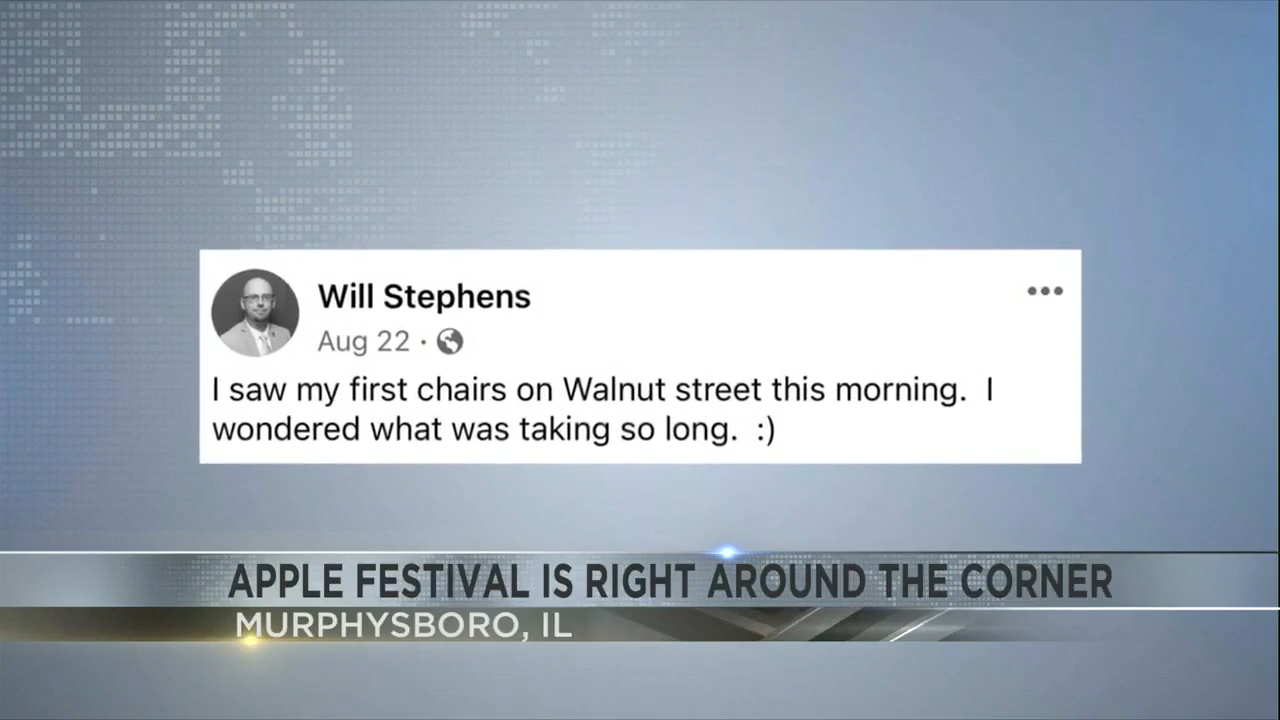 Will Stephens
Aug 22 ·
I saw my first chairs on Walnut street this morning.  I
wondered what was taking so long.  :)
APPLE FESTIVAL IS RIGHT AROUND THE CORNER
MURPHYSBORO, IL